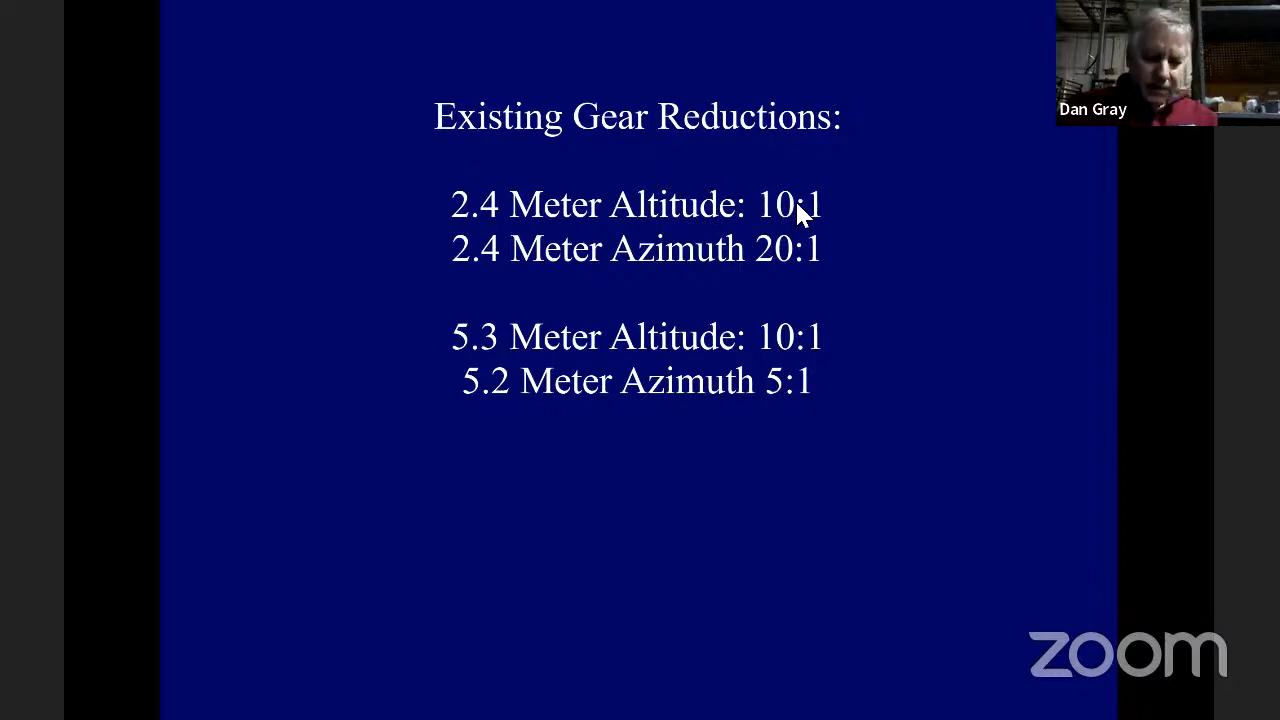 Existing Gear Reductions:
2.4 Meter Altitude: 10:1
2.4 Meter Azimuth 20:1
5.3 Meter Altitude: 10:1
5.2 Meter Azimuth 5:1
Dan Gray
zoom